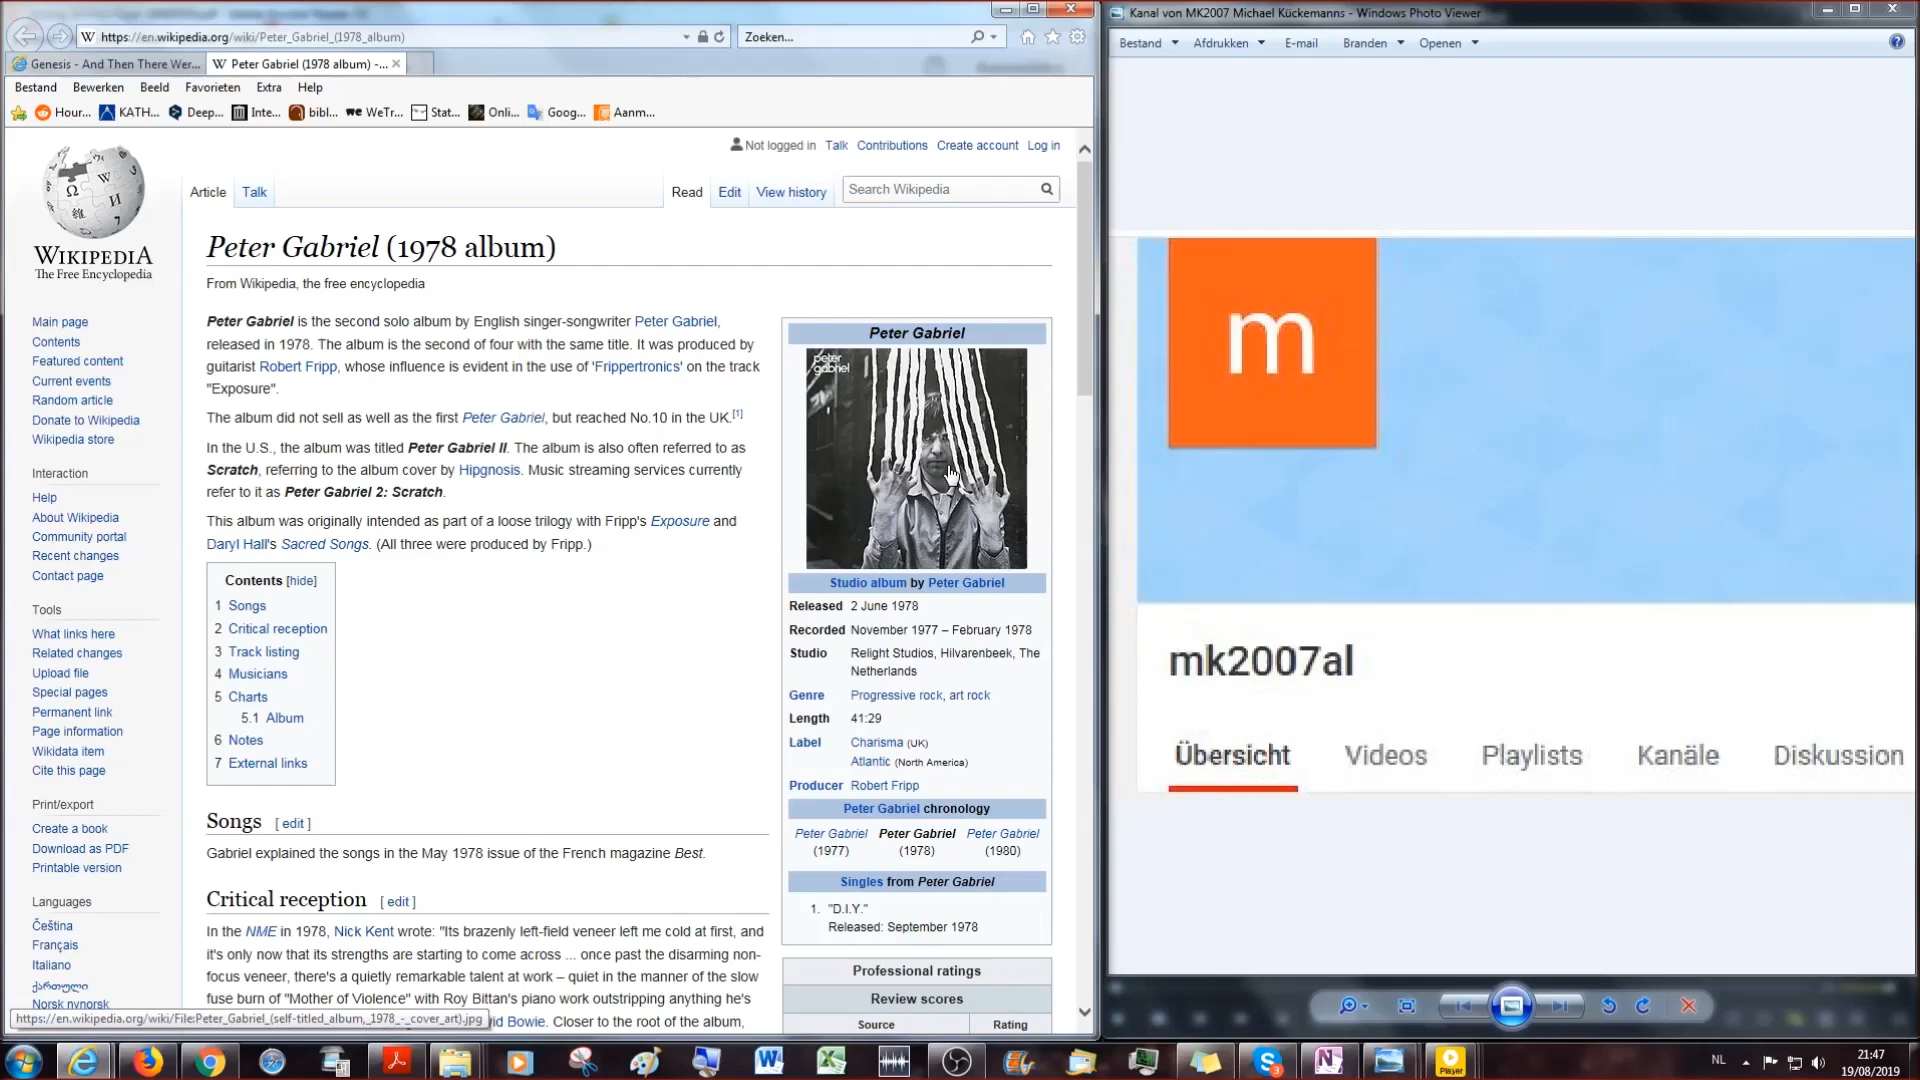 https://en.wikipedia.org/wiki/Peter_Gabriel_(1978_album)
Zoeken...
Genesis - And Then There Wer...
Peter Gabriel (1978 album) -...
Bestand Bewerken Beeld Favorieten Extra Help
Hour... KATH... Deep... Inte... bibl... WeTr... Stat... Onli... Goog... Aanm...
Not logged in Talk Contributions Create account Log in
Article Talk
Read Edit View history
Search Wikipedia
WIKIPEDIA
The Free Encyclopedia
Main page
Contents
Featured content
Current events
Random article
Donate to Wikipedia
Wikipedia store
Interaction
Help
About Wikipedia
Community portal
Recent changes
Contact page
Tools
What links here
Related changes
Upload file
Special pages
Permanent link
Page information
Wikidata item
Cite this page
Print/export
Create a book
Download as PDF
Printable version
Languages
Čeština
Français
Italiano
ქართული
Norsk nynorsk
Peter Gabriel (1978 album)
From Wikipedia, the free encyclopedia
Peter Gabriel is the second solo album by English singer-songwriter Peter Gabriel,
released in 1978. The album is the second of four with the same title. It was produced by
guitarist Robert Fripp, whose influence is evident in the use of 'Frippertronics' on the track
"Exposure".
The album did not sell as well as the first Peter Gabriel, but reached No.10 in the UK.[1]
In the U.S., the album was titled Peter Gabriel II. The album is also often referred to as
Scratch, referring to the album cover by Hipgnosis. Music streaming services currently
refer to it as Peter Gabriel 2: Scratch.
This album was originally intended as part of a loose trilogy with Fripp's Exposure and
Daryl Hall's Sacred Songs. (All three were produced by Fripp.)
Contents [hide]
1 Songs
2 Critical reception
3 Track listing
4 Musicians
5 Charts
5.1 Album
6 Notes
7 External links
Songs [ edit ]
Gabriel explained the songs in the May 1978 issue of the French magazine Best.
Critical reception [ edit ]
In the NME in 1978, Nick Kent wrote: "Its brazenly left-field veneer left me cold at first, and
it's only now that its strengths are starting to come across ... once past the disarming non-
focus veneer, there's a quietly remarkable talent at work – quiet in the manner of the slow
fuse burn of "Mother of Violence" with Roy Bittan's piano work outstripping anything he's
vid Bowie. Closer to the root of the album,
https://en.wikipedia.org/wiki/File:Peter_Gabriel_(self-titled_album,_1978_-_cover_art).jpg
Peter Gabriel
peter
gabriel
Studio album by Peter Gabriel
Released 2 June 1978
Recorded November 1977 – February 1978
Studio Relight Studios, Hilvarenbeek, The
Netherlands
Genre Progressive rock, art rock
Length 41:29
Label Charisma (UK)
Atlantic (North America)
Producer Robert Fripp
Peter Gabriel chronology
Peter Gabriel Peter Gabriel Peter Gabriel
(1977) (1978) (1980)
Singles from Peter Gabriel
1. "D.I.Y."
Released: September 1978
Professional ratings
Review scores
Source Rating
Kanal von MK2007 Michael Kückemanns - Windows Photo Viewer
Bestand Afdrukken E-mail Branden Openen
m
mk2007al
Übersicht Videos Playlists Kanäle Diskussion
Player
NL
21:47
19/08/2019